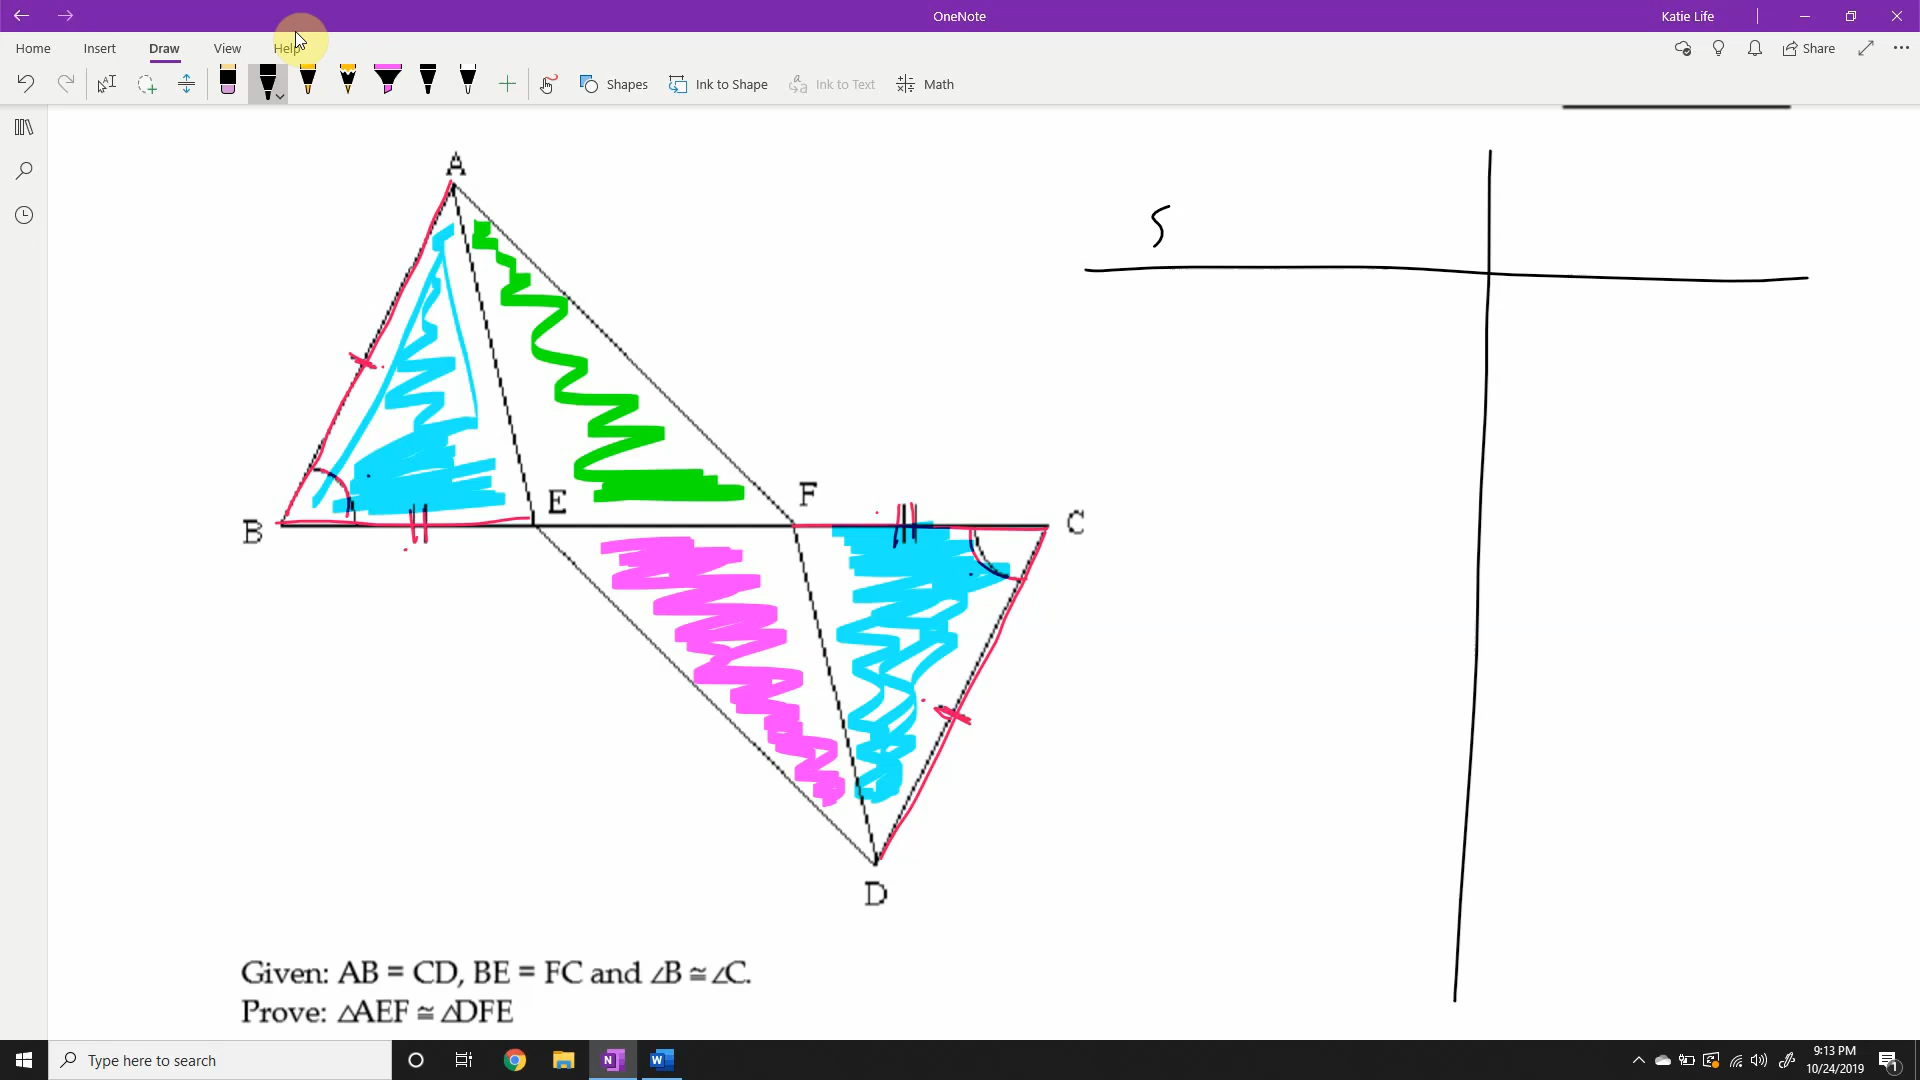 OneNote
Katie Life
Home Insert Draw View Help
Share
Shapes Ink to Shape Ink to Text Math
A
S
E
F
B
C
D
Given: AB = CD, BE = FC and ∠B ≅ ∠C.
Prove: △AEF ≅ △DFE
Type here to search
N
W
9:13 PM
10/24/2019
1